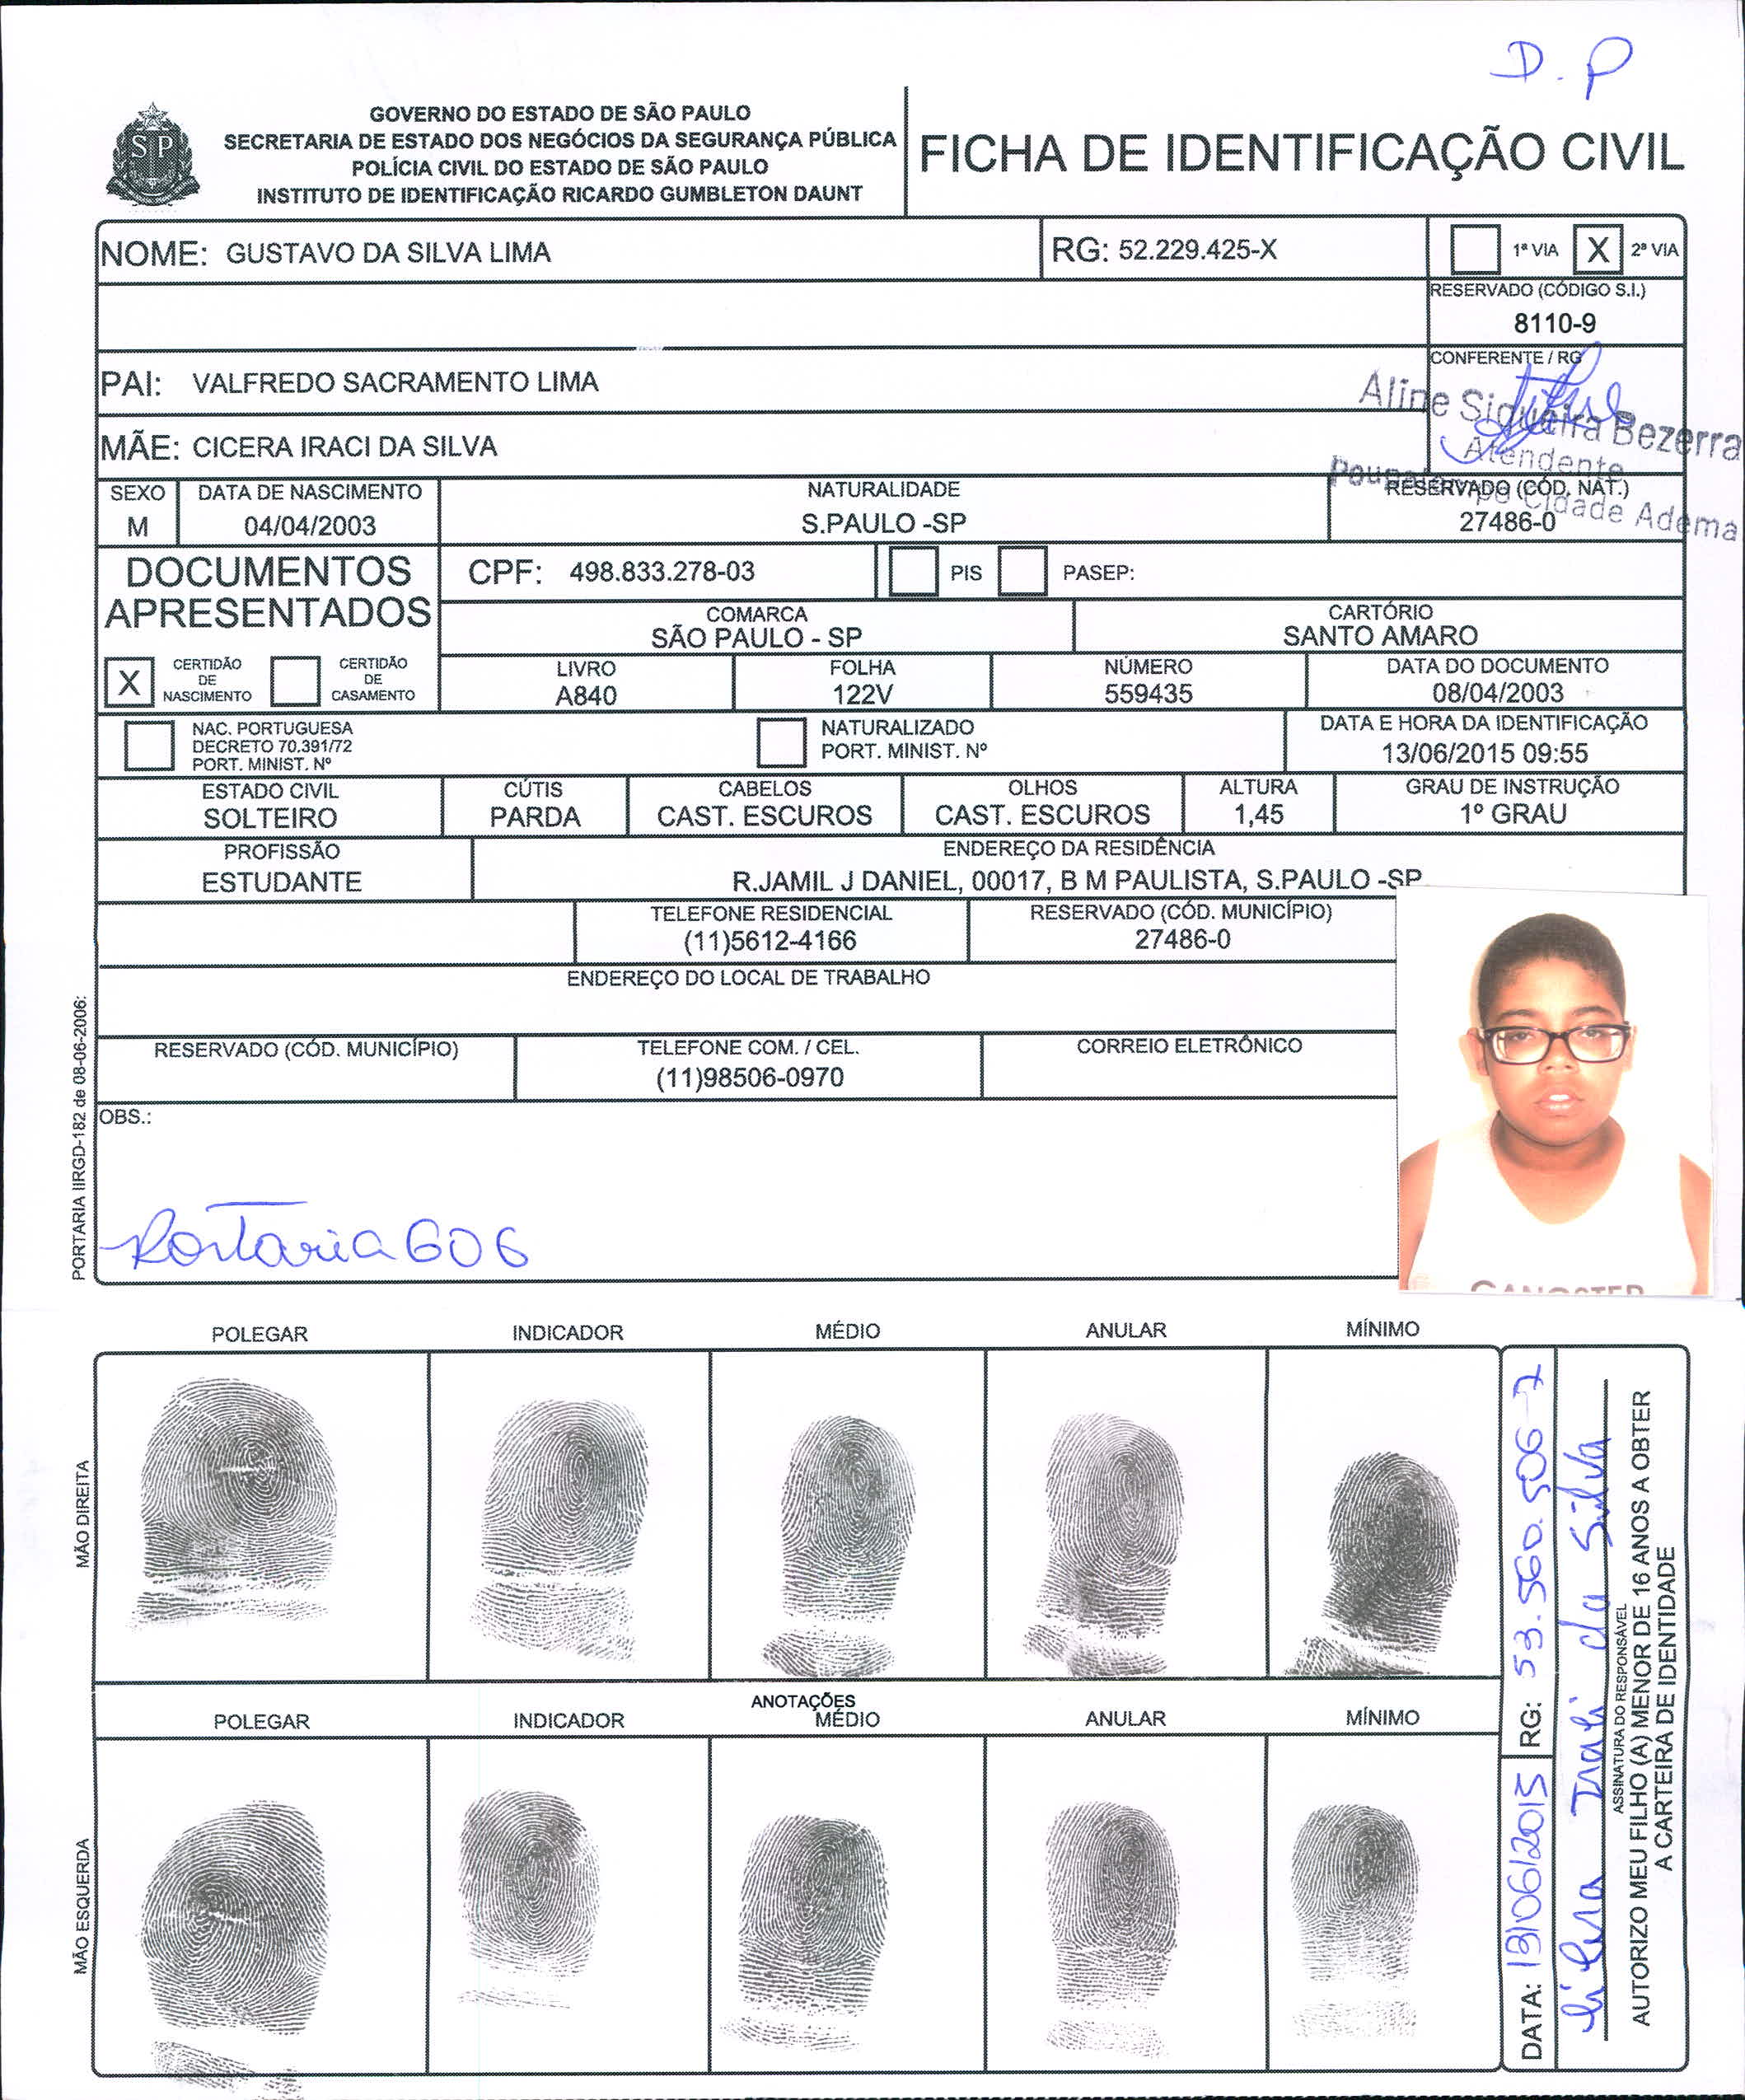 D. P
GOVERNO DO ESTADO DE SÃO PAULO
SECRETARIA DE ESTADO DOS NEGÓCIOS DA SEGURANÇA PÚBLICA
POLÍCIA CIVIL DO ESTADO DE SÃO PAULO
INSTITUTO DE IDENTIFICAÇÃO RICARDO GUMBLETON DAUNT
SP
FICHA DE IDENTIFICAÇÃO CIVIL
NOME: GUSTAVO DA SILVA LIMA
RG: 52.229.425-X
1ª VIA X 2ª VIA
RESERVADO (CÓDIGO S.I.)
8110-9
PAI: VALFREDO SACRAMENTO LIMA
CONFERENTE / RG
Aline Siqueira Bezerra
Atendente
Poupatempo Cidade Ademar
MÃE: CICERA IRACI DA SILVA
SEXO DATA DE NASCIMENTO NATURALIDADE RESERVADO (CÓD. NAT.)
M 04/04/2003 S.PAULO -SP 27486-0
DOCUMENTOS
APRESENTADOS
CPF: 498.833.278-03 PIS PASEP:
COMARCA CARTÓRIO
SÃO PAULO - SP SANTO AMARO
X CERTIDÃO DE NASCIMENTO CERTIDÃO DE CASAMENTO
LIVRO FOLHA NÚMERO DATA DO DOCUMENTO
A840 122V 559435 08/04/2003
NAC. PORTUGUESA
DECRETO 70.391/72
PORT. MINIST. Nº
NATURALIZADO
PORT. MINIST. Nº
DATA E HORA DA IDENTIFICAÇÃO
13/06/2015 09:55
ESTADO CIVIL CÚTIS CABELOS OLHOS ALTURA GRAU DE INSTRUÇÃO
SOLTEIRO PARDA CAST. ESCUROS CAST. ESCUROS 1,45 1º GRAU
PROFISSÃO ENDEREÇO DA RESIDÊNCIA
ESTUDANTE R.JAMIL J DANIEL, 00017, B M PAULISTA, S.PAULO -SP
TELEFONE RESIDENCIAL RESERVADO (CÓD. MUNICÍPIO)
(11)5612-4166 27486-0
ENDEREÇO DO LOCAL DE TRABALHO
RESERVADO (CÓD. MUNICÍPIO) TELEFONE COM. / CEL. CORREIO ELETRÔNICO
(11)98506-0970
OBS.:
Portaria 606
PORTARIA IIRGD-182 de 08-06-2006:
GANGSTER
POLEGAR INDICADOR MÉDIO ANULAR MÍNIMO
MÃO DIREITA
ANOTAÇÕES
POLEGAR INDICADOR MÉDIO ANULAR MÍNIMO
MÃO ESQUERDA
DATA: 13/06/2015 RG: 53.560.506-7
Cicera Iraci da Silva
ASSINATURA DO RESPONSÁVEL
AUTORIZO MEU FILHO (A) MENOR DE 16 ANOS A OBTER
A CARTEIRA DE IDENTIDADE